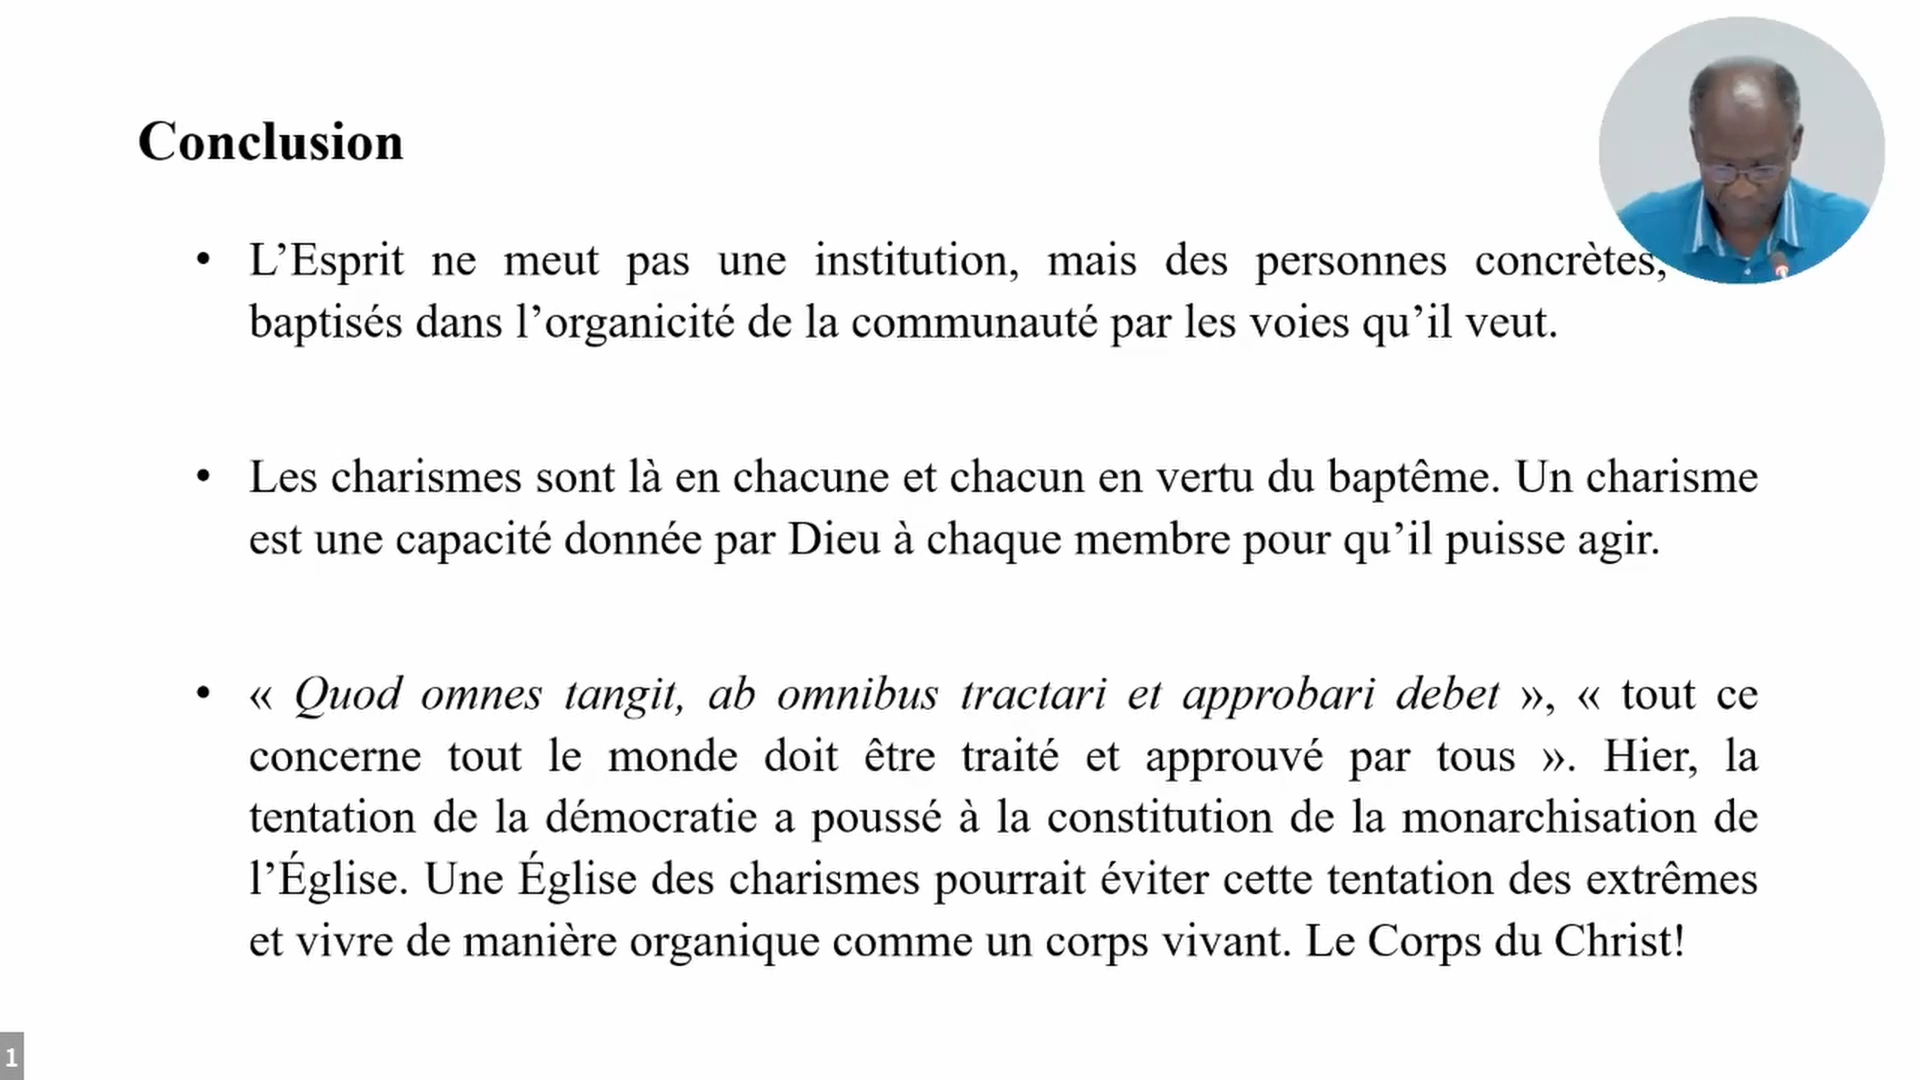 Conclusion
• L’Esprit ne meut pas une institution, mais des personnes concrètes,
baptisés dans l’organicité de la communauté par les voies qu’il veut.
• Les charismes sont là en chacune et chacun en vertu du baptême. Un charisme
est une capacité donnée par Dieu à chaque membre pour qu’il puisse agir.
• « Quod omnes tangit, ab omnibus tractari et approbari debet », « tout ce
concerne tout le monde doit être traité et approuvé par tous ». Hier, la
tentation de la démocratie a poussé à la constitution de la monarchisation de
l’Église. Une Église des charismes pourrait éviter cette tentation des extrêmes
et vivre de manière organique comme un corps vivant. Le Corps du Christ!
1